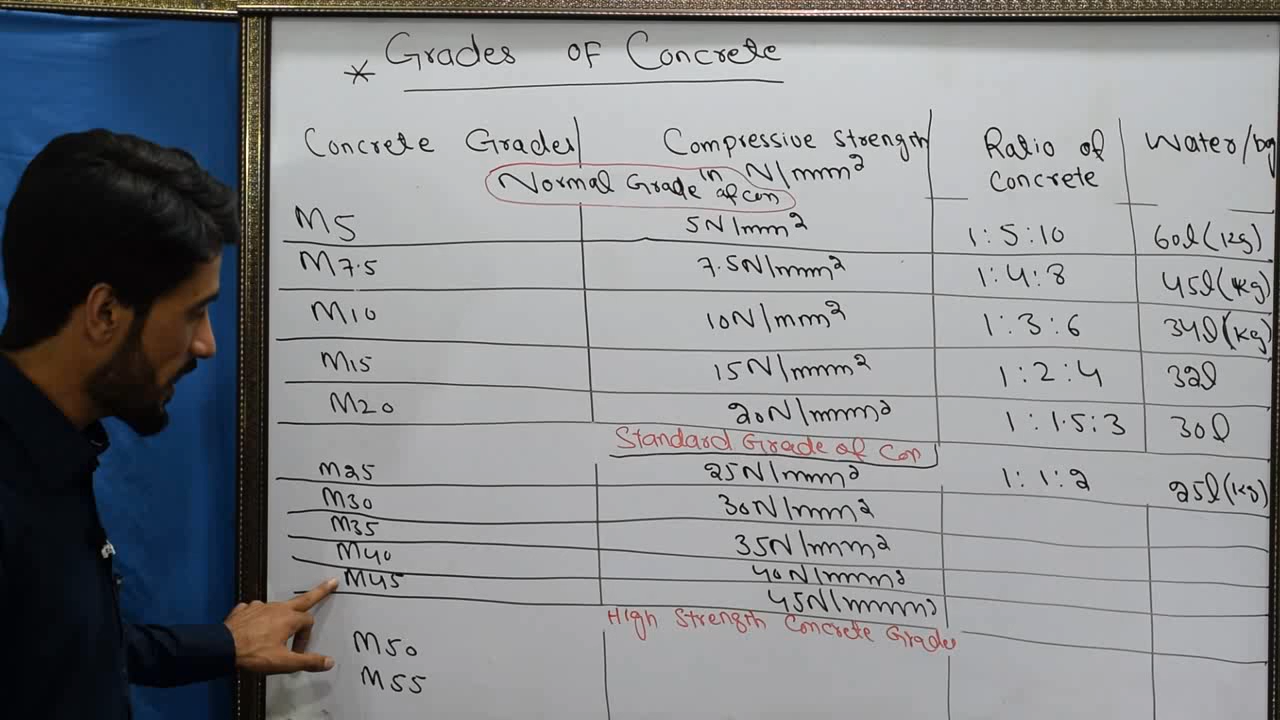 * Grades of Concrete
Concrete Grades Compressive Strength Ratio of Water/bag
in N/mm² Concrete
Normal Grade of Con
M5 5N/mm² 1:5:10 60l(Kg)
M7.5 7.5N/mm² 1:4:8 45l(Kg)
M10 10N/mm² 1:3:6 34l(Kg)
M15 15N/mm² 1:2:4 32l
M20 20N/mm² 1:1.5:3 30l
Standard Grade of Con
M25 25N/mm² 1:1:2 25l(Kg)
M30 30N/mm²
M35 35N/mm²
M40 40N/mm²
M45 45N/mm²
High Strength Concrete Grades
M50
M55